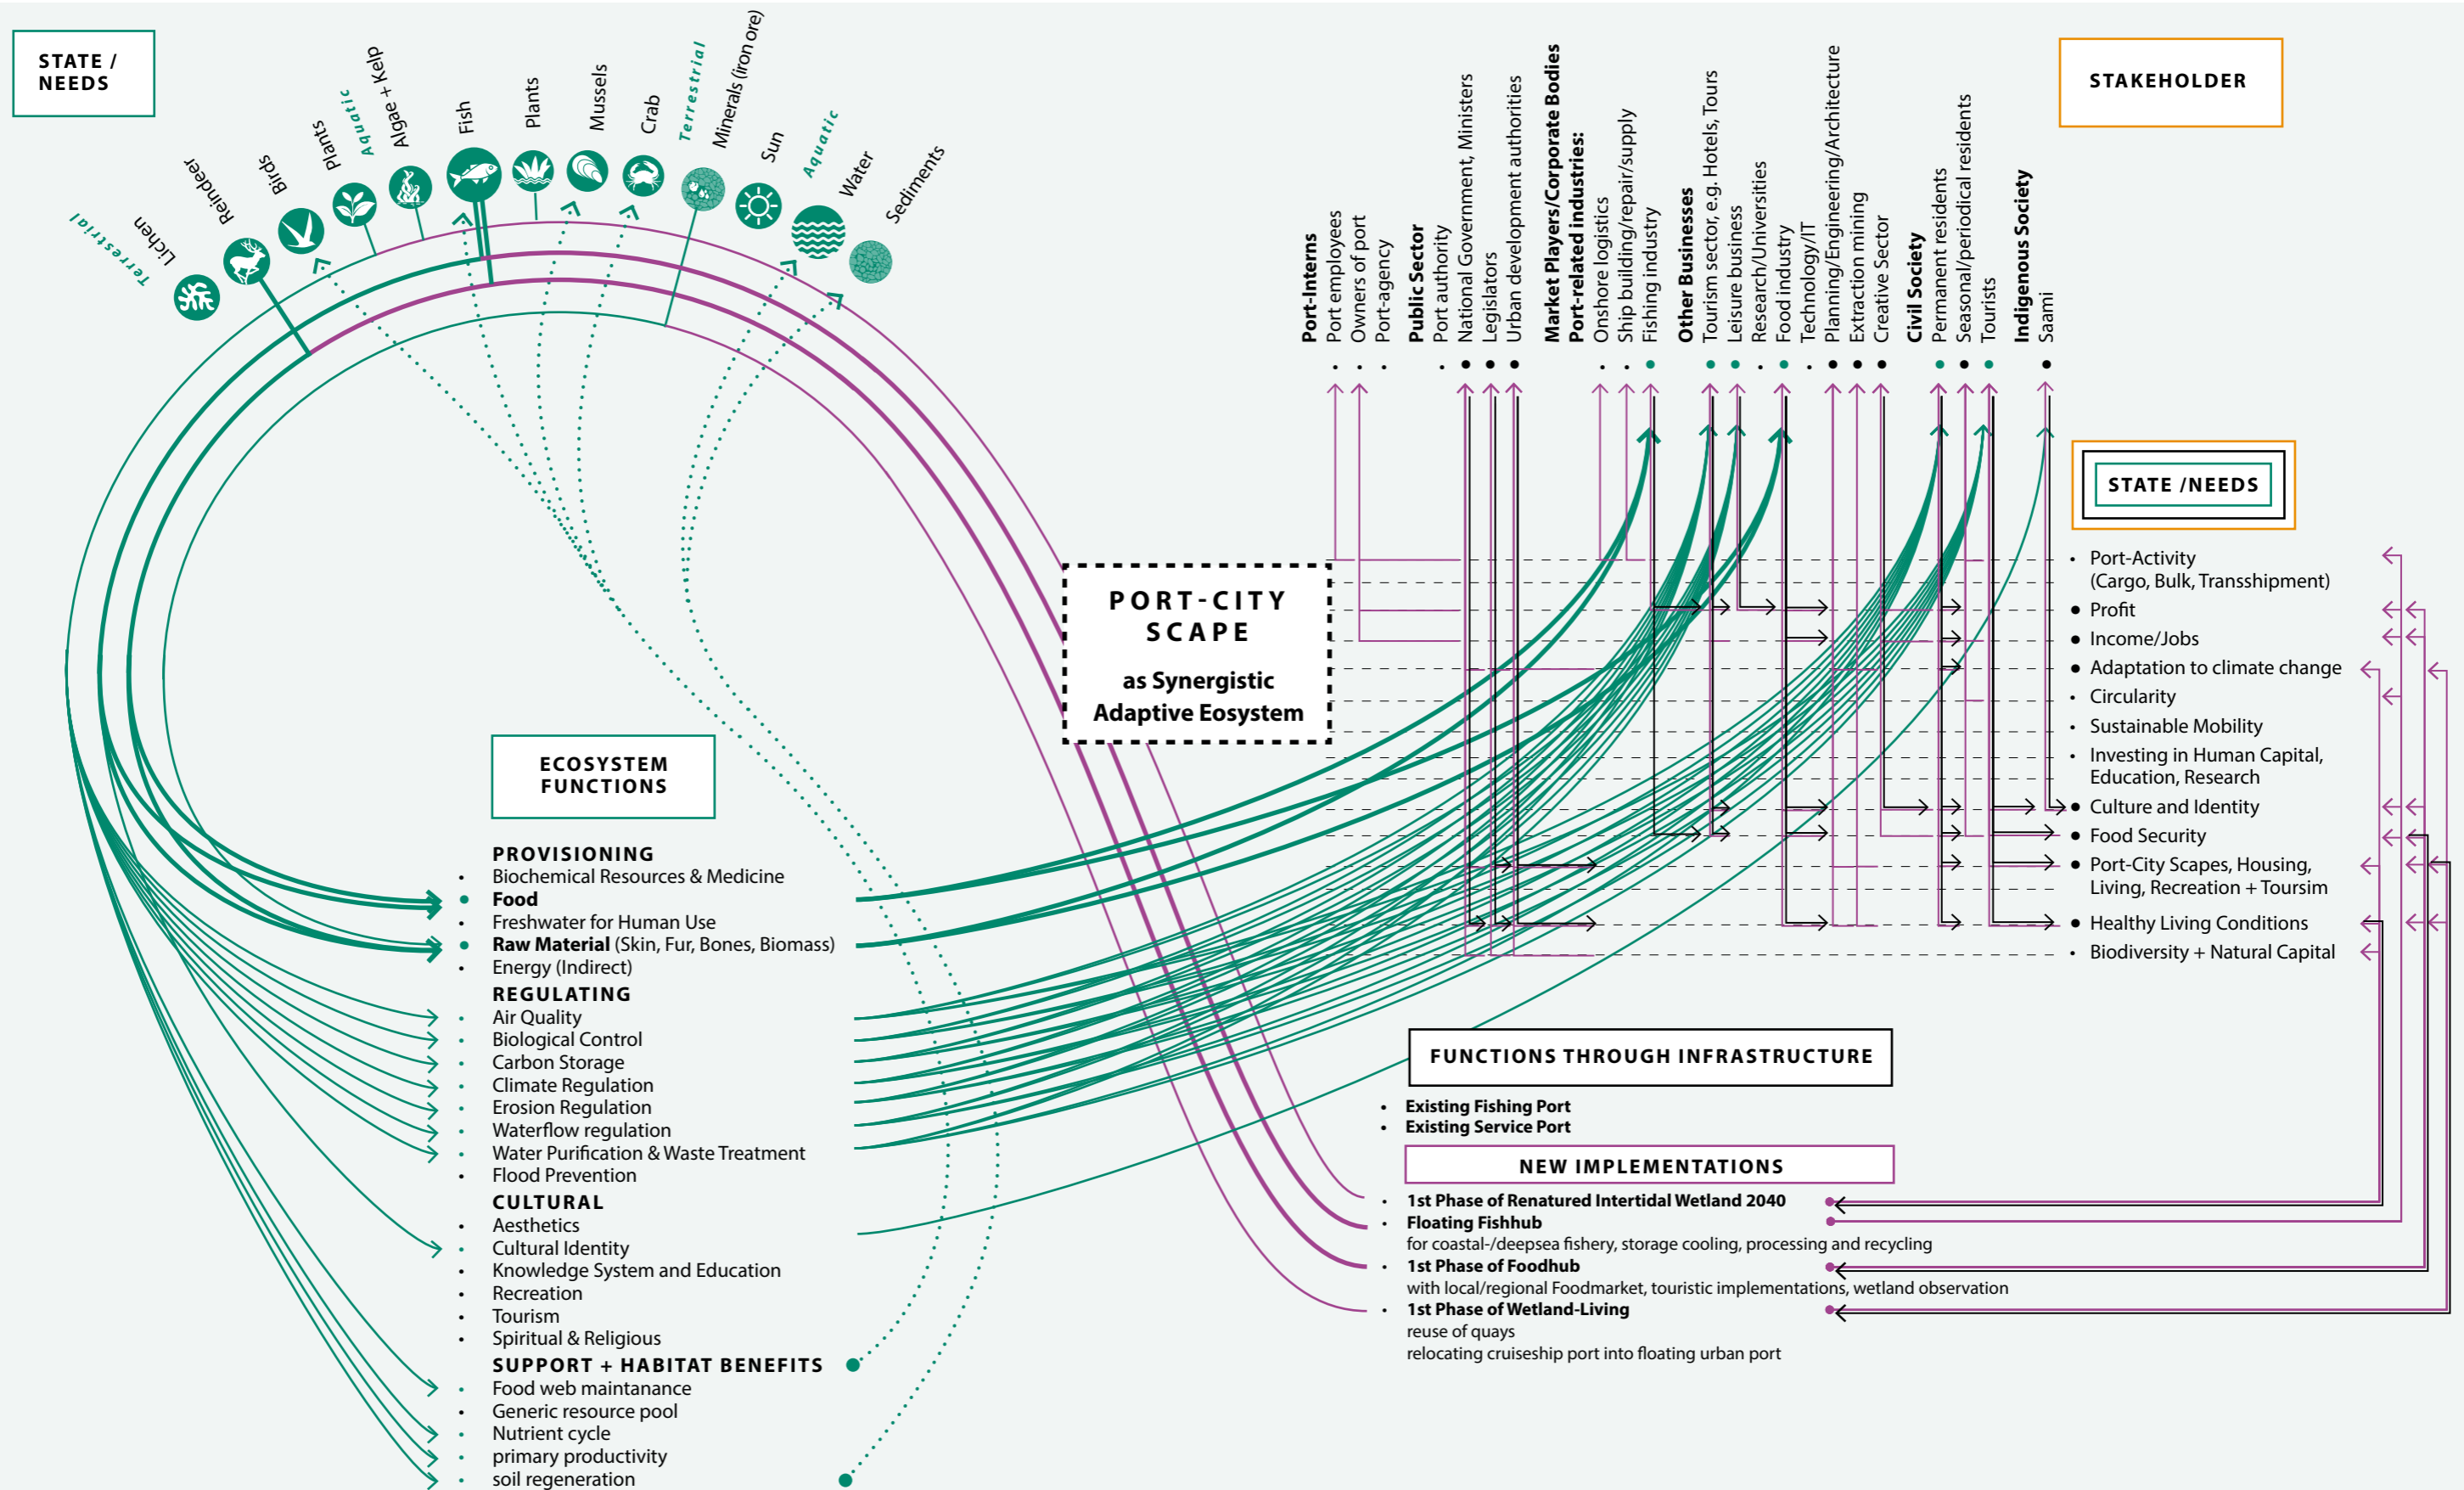 STATE /
NEEDS
Terrestrial
Lichen
Reindeer
Birds
Plants
Aquatic
Algae + Kelp
Fish
Plants
Mussels
Crab
Terrestrial
Minerals (iron ore)
Sun
Aquatic
Water
Sediments
Port-Interns
Port employees
Owners of port
Port-agency
Public Sector
Port authority
National Government, Ministers
Legislators
Urban development authorities
Market Players/Corporate Bodies
Port-related industries:
Onshore logistics
Ship building/repair/supply
Fishing industry
Other Businesses
Tourism sector, e.g. Hotels, Tours
Leisure business
Research/Universities
Food industry
Technology/IT
Planning/Engineering/Architecture
Extraction mining
Creative Sector
Civil Society
Permanent residents
Seasonal/periodical residents
Tourists
Indigenous Society
Saami
STAKEHOLDER
STATE /NEEDS
Port-Activity
(Cargo, Bulk, Transshipment)
Profit
Income/Jobs
Adaptation to climate change
Circularity
Sustainable Mobility
Investing in Human Capital,
Education, Research
Culture and Identity
Food Security
Port-City Scapes, Housing,
Living, Recreation + Toursim
Healthy Living Conditions
Biodiversity + Natural Capital
PORT-CITY
SCAPE
as Synergistic
Adaptive Eosystem
ECOSYSTEM
FUNCTIONS
PROVISIONING
Biochemical Resources & Medicine
Food
Freshwater for Human Use
Raw Material (Skin, Fur, Bones, Biomass)
Energy (Indirect)
REGULATING
Air Quality
Biological Control
Carbon Storage
Climate Regulation
Erosion Regulation
Waterflow regulation
Water Purification & Waste Treatment
Flood Prevention
CULTURAL
Aesthetics
Cultural Identity
Knowledge System and Education
Recreation
Tourism
Spiritual & Religious
SUPPORT + HABITAT BENEFITS
Food web maintanance
Generic resource pool
Nutrient cycle
primary productivity
soil regeneration
FUNCTIONS THROUGH INFRASTRUCTURE
Existing Fishing Port
Existing Service Port
NEW IMPLEMENTATIONS
1st Phase of Renatured Intertidal Wetland 2040
Floating Fishhub
for coastal-/deepsea fishery, storage cooling, processing and recycling
1st Phase of Foodhub
with local/regional Foodmarket, touristic implementations, wetland observation
1st Phase of Wetland-Living
reuse of quays
relocating cruiseship port into floating urban port